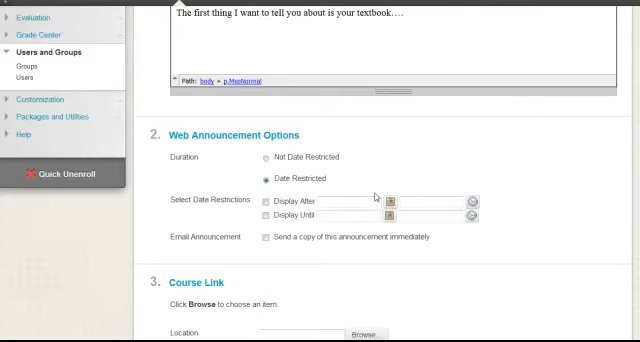 Evaluation
Grade Center
Users and Groups
Groups
Users
Customization
Packages and Utilities
Help
Quick Unenroll
The first thing I want to tell you about is your textbook….
Path: body » p.MsoNormal
2. Web Announcement Options
Duration
Not Date Restricted
Date Restricted
Select Date Restrictions
Display After
Display Until
Email Announcement
Send a copy of this announcement immediately
3. Course Link
Click Browse to choose an item.
Location
Browse..